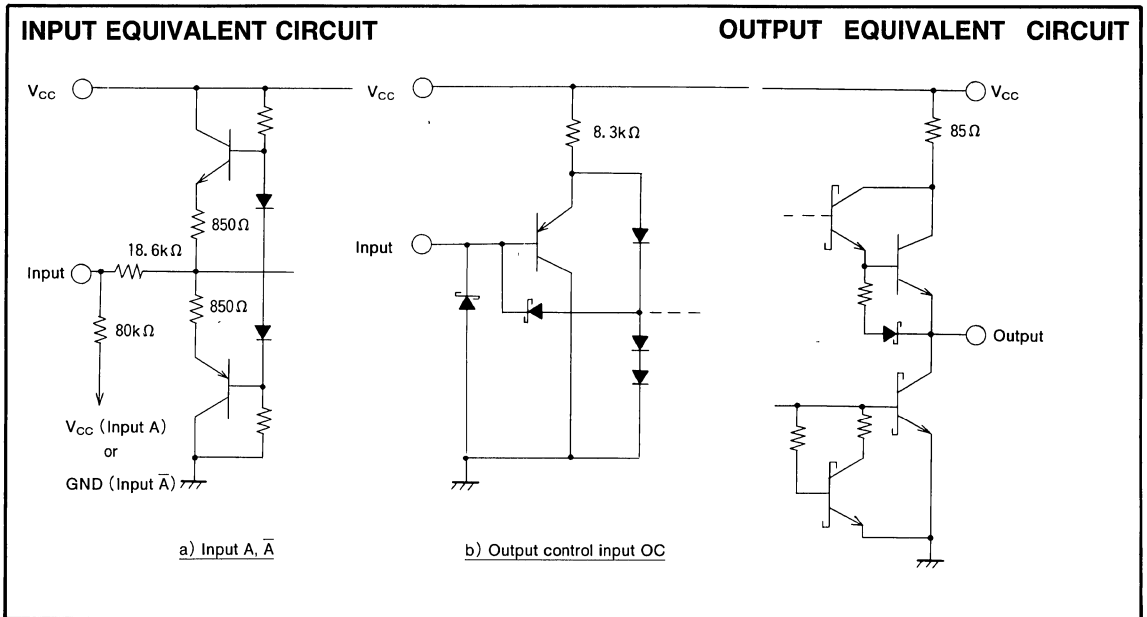 INPUT EQUIVALENT CIRCUIT
OUTPUT EQUIVALENT CIRCUIT
VCC
VCC
VCC
8.3kΩ
85Ω
850Ω
18.6kΩ
Input
Input
850Ω
80kΩ
Output
VCC (Input A)
or
GND (Input A̅)
a) Input A, A̅
b) Output control input OC